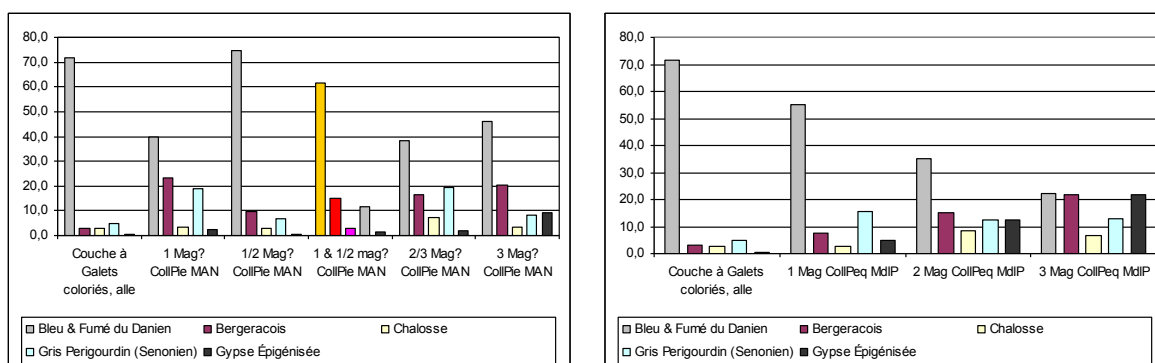 80,0
70,0
60,0
50,0
40,0
30,0
20,0
10,0
0,0
Couche à Galets coloriés, alle
1 Mag? CollPie MAN
1/2 Mag? CollPie MAN
1 & 1/2 mag? CollPie MAN
2/3 Mag? CollPie MAN
3 Mag? CollPie MAN
Bleu & Fumé du Danien
Bergeracois
Chalosse
Gris Perigourdin (Senonien)
Gypse Épigénisée
80,0
70,0
60,0
50,0
40,0
30,0
20,0
10,0
0,0
Couche à Galets coloriés, alle
1 Mag CollPeq MdIP
2 Mag CollPeq MdIP
3 Mag CollPeq MdIP
Bleu & Fumé du Danien
Bergeracois
Chalosse
Gris Perigourdin (Senonien)
Gypse Épigénisée